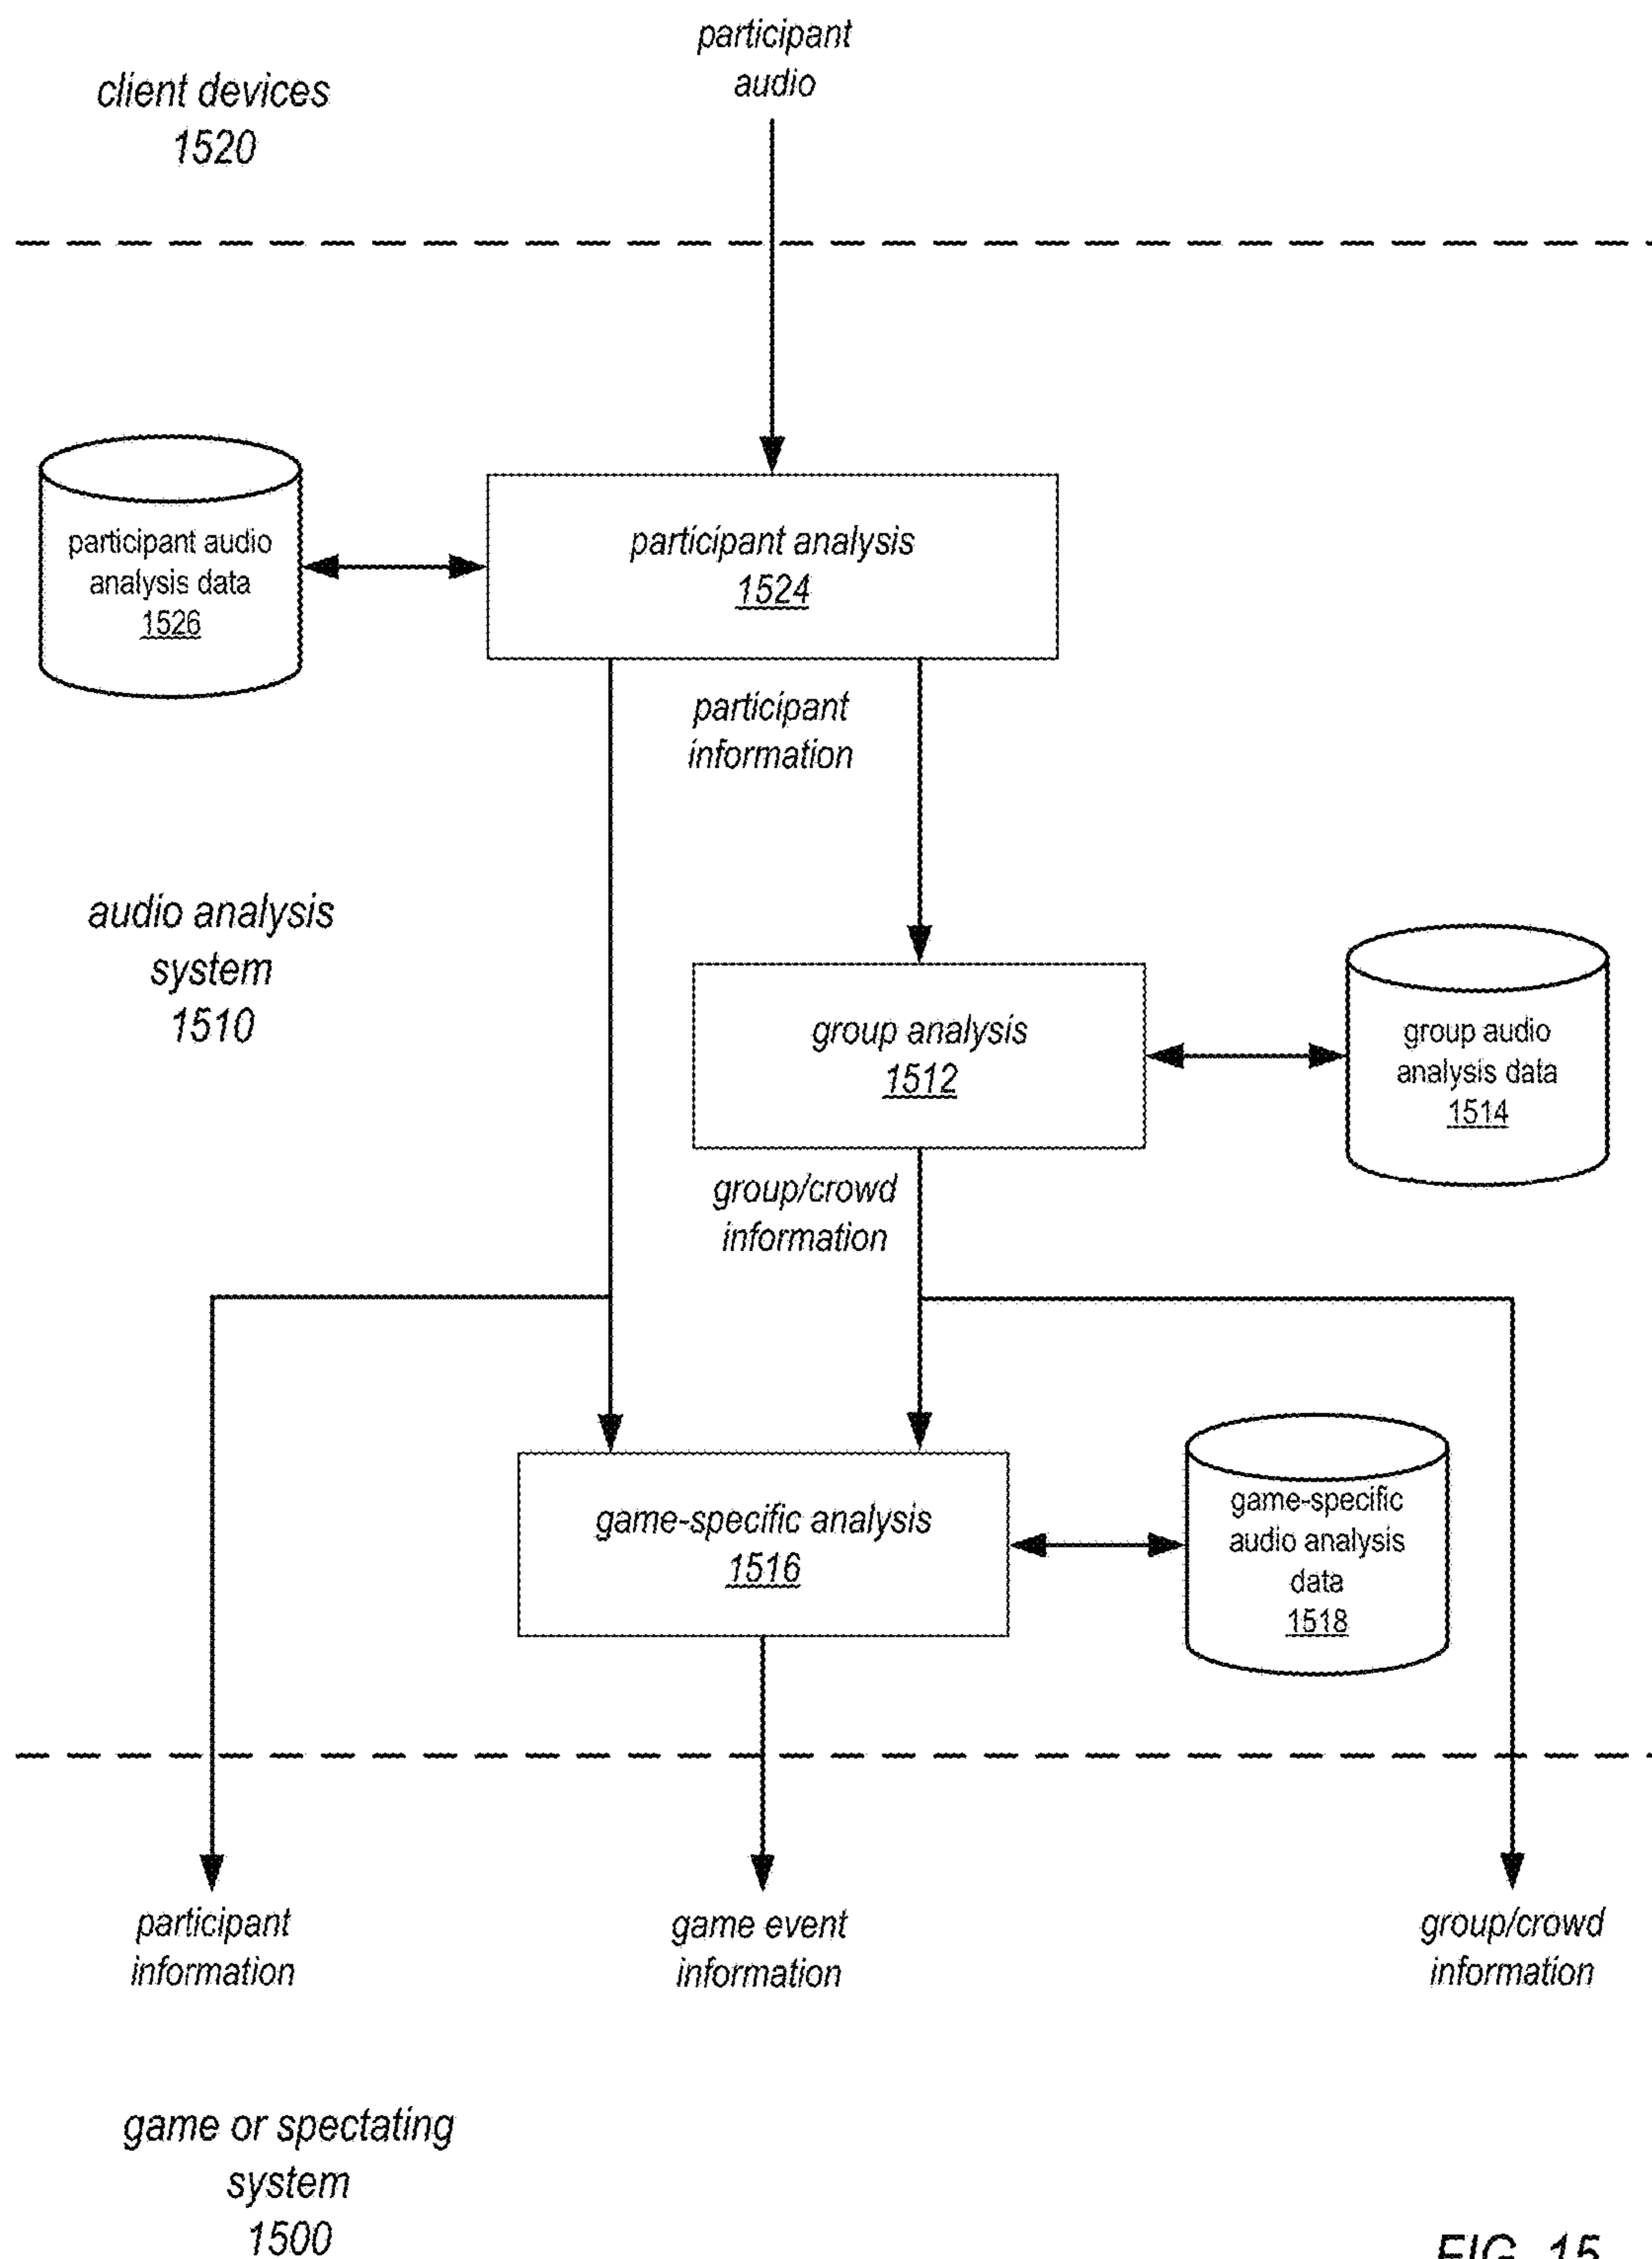 participant
audio
client devices
1520
participant audio
analysis data
1526
participant analysis
1524
participant
information
audio analysis
system
1510
group analysis
1512
group audio
analysis data
1514
group/crowd
information
game-specific analysis
1516
game-specific
audio analysis
data
1518
participant
information
game event
information
group/crowd
information
game or spectating
system
1500
FIG. 15